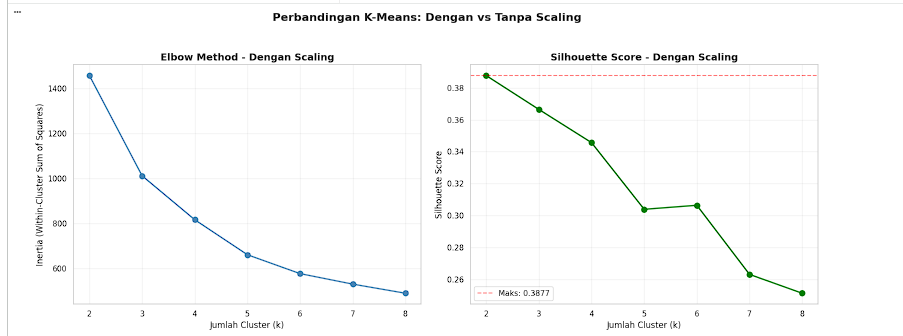 ...
Perbandingan K-Means: Dengan vs Tanpa Scaling
Elbow Method - Dengan Scaling
Inertia (Within-Cluster Sum of Squares)
1400
1200
1000
800
600
2 3 4 5 6 7 8
Jumlah Cluster (k)
Silhouette Score - Dengan Scaling
Silhouette Score
0.38
0.36
0.34
0.32
0.30
0.28
0.26
Maks: 0.3877
2 3 4 5 6 7 8
Jumlah Cluster (k)